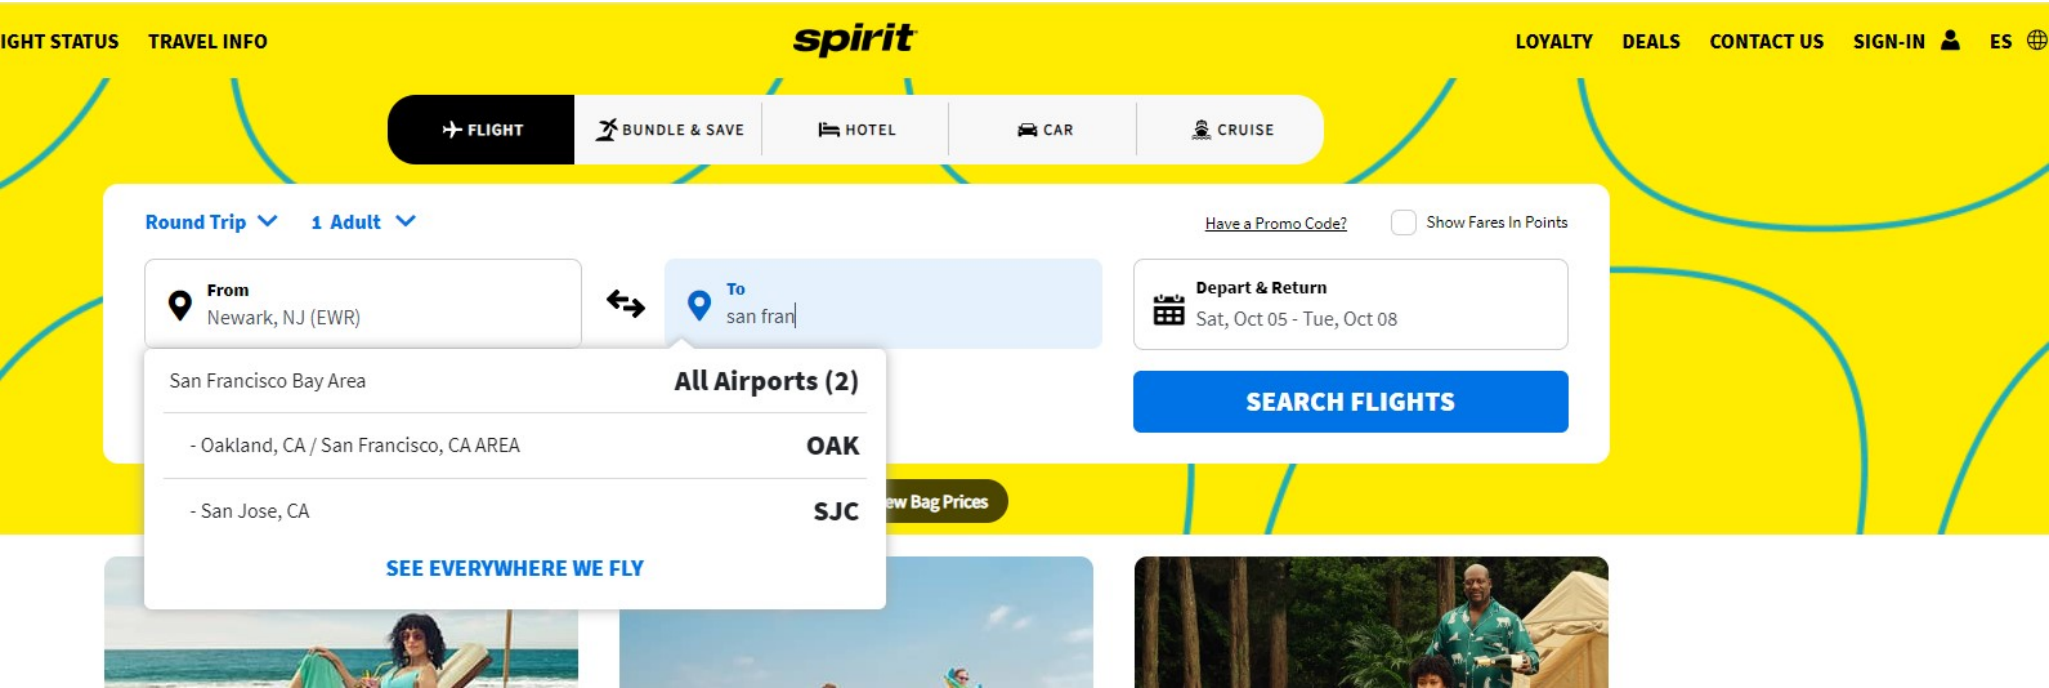 IGHT STATUS TRAVEL INFO spirit LOYALTY DEALS CONTACT US SIGN-IN ES
FLIGHT BUNDLE & SAVE HOTEL CAR CRUISE
Round Trip 1 Adult Have a Promo Code? Show Fares In Points
From
Newark, NJ (EWR)
To
san fran
Depart & Return
Sat, Oct 05 - Tue, Oct 08
San Francisco Bay Area All Airports (2)
- Oakland, CA / San Francisco, CA AREA OAK
- San Jose, CA SJC
SEE EVERYWHERE WE FLY
SEARCH FLIGHTS
ew Bag Prices